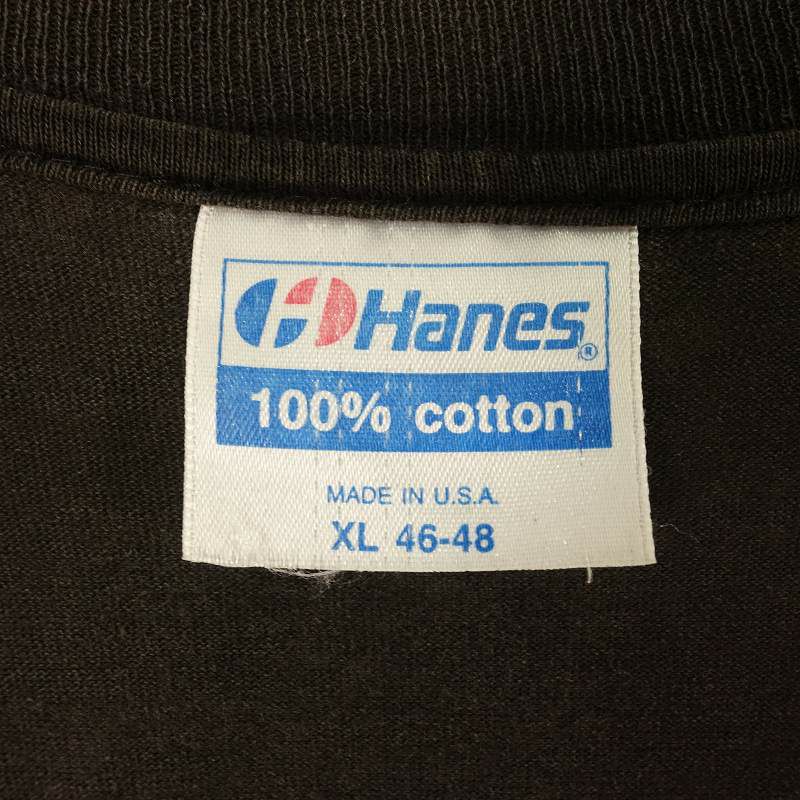 Hanes®
100% cotton
MADE IN U.S.A.
XL 46-48